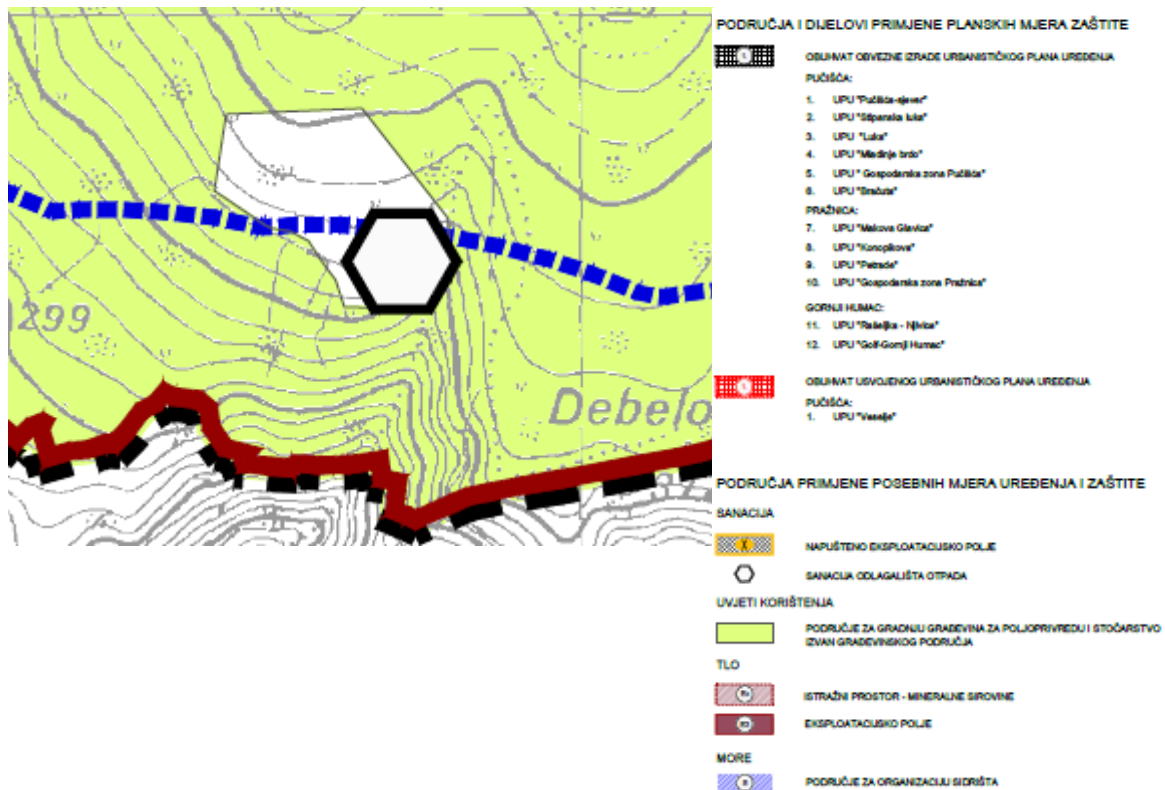 299
Debelo
PODRUČJA I DIJELOVI PRIMJENE PLANSKIH MJERA ZAŠTITE
OBUHVAT OBVEZNE IZRADE URBANISTIČKOG PLANA UREĐENJA
PUČIŠĆA:
1. UPU "Pučišća-sjever"
2. UPU "Stipanska luka"
3. UPU "Luka"
4. UPU "Mladinje brdo"
5. UPU " Gospodarska zona Pučišća"
6. UPU "Bračuta"
PRAŽNICA:
7. UPU "Makova Glavica"
8. UPU "Konopikova"
9. UPU
10. UPU "Gospodarska zona Pražnica"
GORNJI HUMAC:
11. UPU "Rašeljka - Njivice"
12. UPU "Golf-Gornji Humac"
OBUHVAT USVOJENOG URBANISTIČKOG PLANA UREĐENJA
PUČIŠĆA:
1. UPU "Veselje"
PODRUČJA PRIMJENE POSEBNIH MJERA UREĐENJA I ZAŠTITE
SANACIJA
NAPUŠTENO EKSPLOATACIJSKO POLJE
SANACIJA ODLAGALIŠTA OTPADA
UVJETI KORIŠTENJA
PODRUČJE ZA GRADNJU GRAĐEVINA ZA POLJOPRIVREDU I STOČARSTVO
IZVAN GRAĐEVINSKOG PODRUČJA
TLO
ISTRAŽNI PROSTOR - MINERALNE SIROVINE
EKSPLOATACIJSKO POLJE
MORE
PODRUČJE ZA ORGANIZACIJU SIDRIŠTA